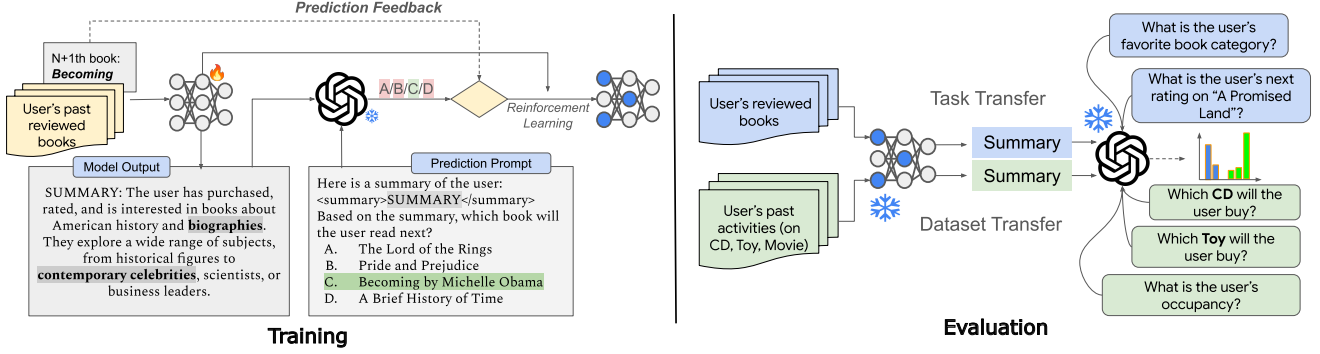 Prediction Feedback
N+1th book:
Becoming
User's past
reviewed
books
A/B/C/D
Reinforcement
Learning
Model Output
SUMMARY: The user has purchased,
rated, and is interested in books about
American history and biographies.
They explore a wide range of subjects,
from historical figures to
contemporary celebrities, scientists, or
business leaders.
Prediction Prompt
Here is a summary of the user:
<summary>SUMMARY</summary>
Based on the summary, which book will
the user read next?
A. The Lord of the Rings
B. Pride and Prejudice
C. Becoming by Michelle Obama
D. A Brief History of Time
Training
User's reviewed
books
User's past
activities (on
CD, Toy, Movie)
Task Transfer
Summary
Summary
Dataset Transfer
What is the user's
favorite book category?
What is the user's next
rating on "A Promised
Land"?
Which CD will the
user buy?
Which Toy will the
user buy?
What is the user's
occupancy?
Evaluation